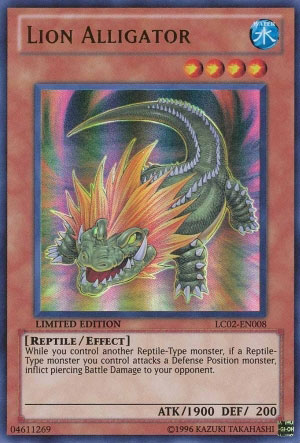 LION ALLIGATOR
WATER
水
LIMITED EDITION LC02-EN008
[REPTILE/EFFECT]
While you control another Reptile-Type monster, if a Reptile-
Type monster you control attacks a Defense Position monster,
inflict piercing Battle Damage to your opponent.
ATK/1900 DEF/ 200
04611269 ©1996 KAZUKI TAKAHASHI